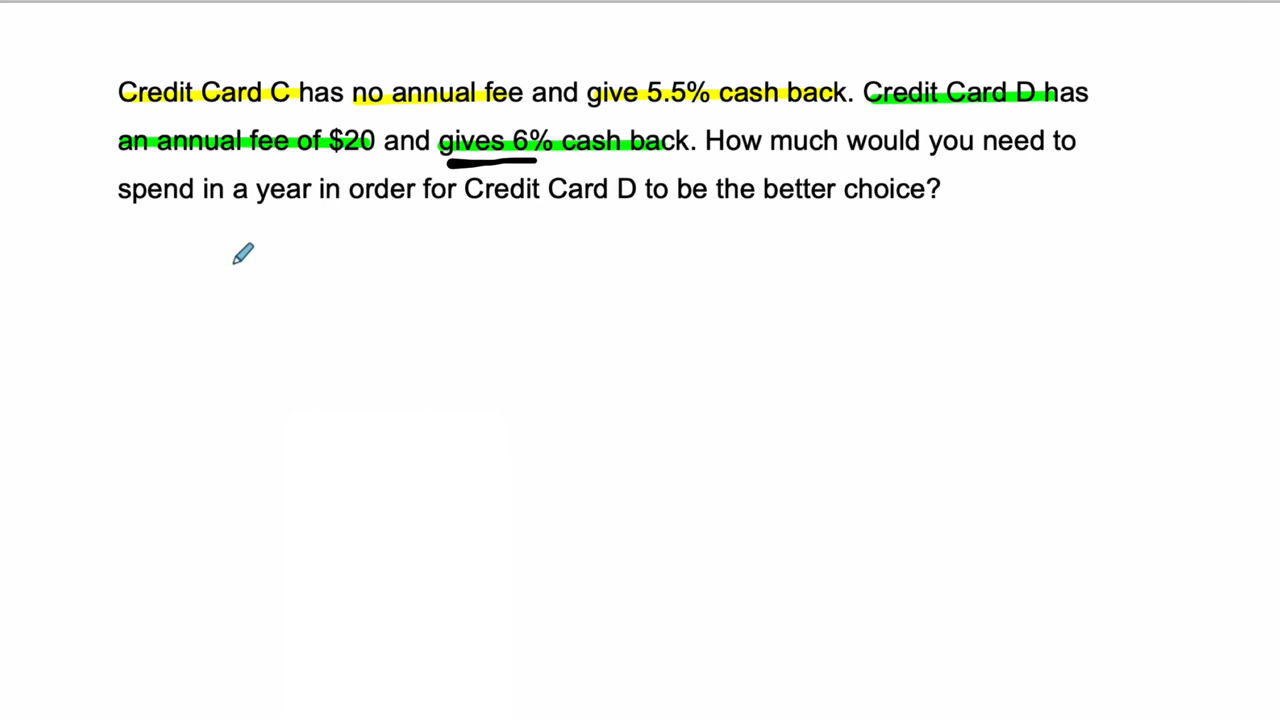 Credit Card C has no annual fee and give 5.5% cash back. Credit Card D has
an annual fee of $20 and gives 6% cash back. How much would you need to
spend in a year in order for Credit Card D to be the better choice?